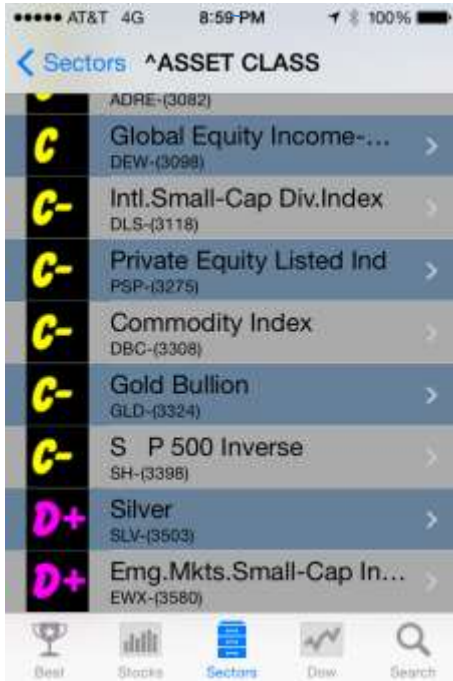 AT&T 4G 8:59 PM 100%
Sectors ^ASSET CLASS
ADRE-(3082)
C Global Equity Income-...
DEW-(3098)
C- Intl.Small-Cap Div.Index
DLS-(3118)
C- Private Equity Listed Ind
PSP-(3275)
C- Commodity Index
DBC-(3308)
C- Gold Bullion
GLD-(3324)
C- S P 500 Inverse
SH-(3398)
D+ Silver
SLV-(3503)
D+ Emg.Mkts.Small-Cap In...
EWX-(3580)
Best Stocks Sectors Dow Search